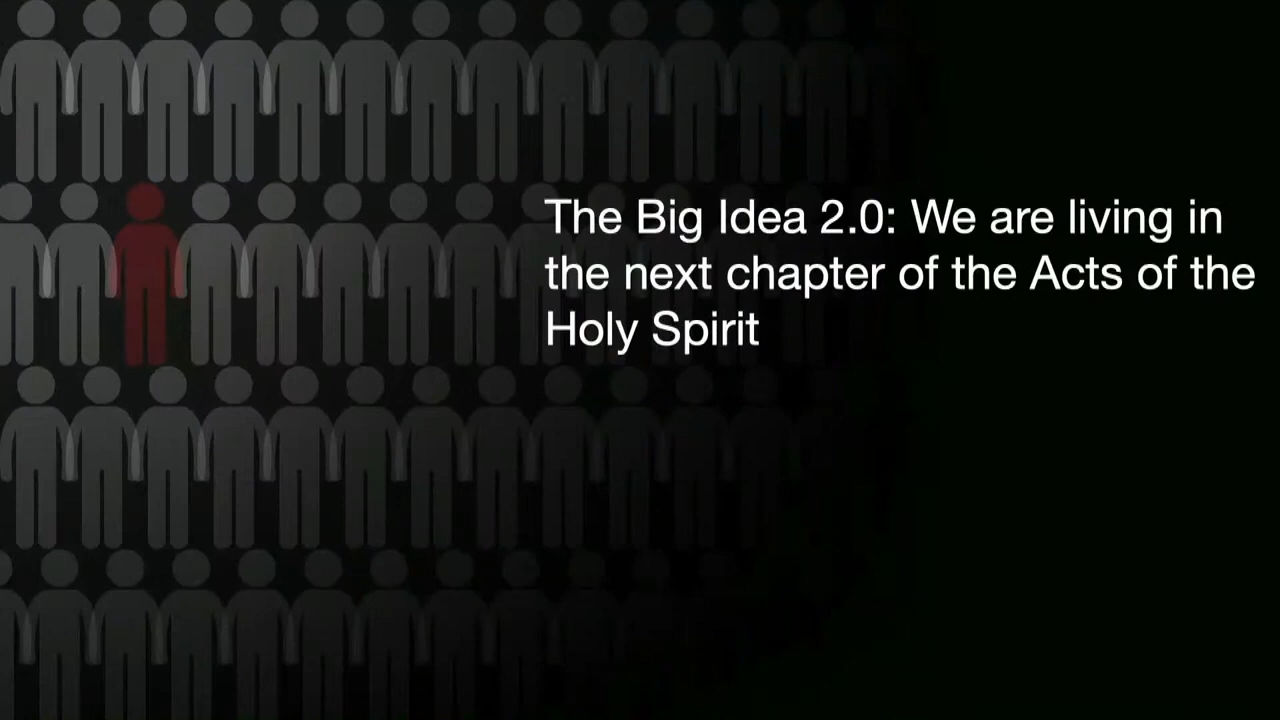 The Big Idea 2.0: We are living in
the next chapter of the Acts of the
Holy Spirit